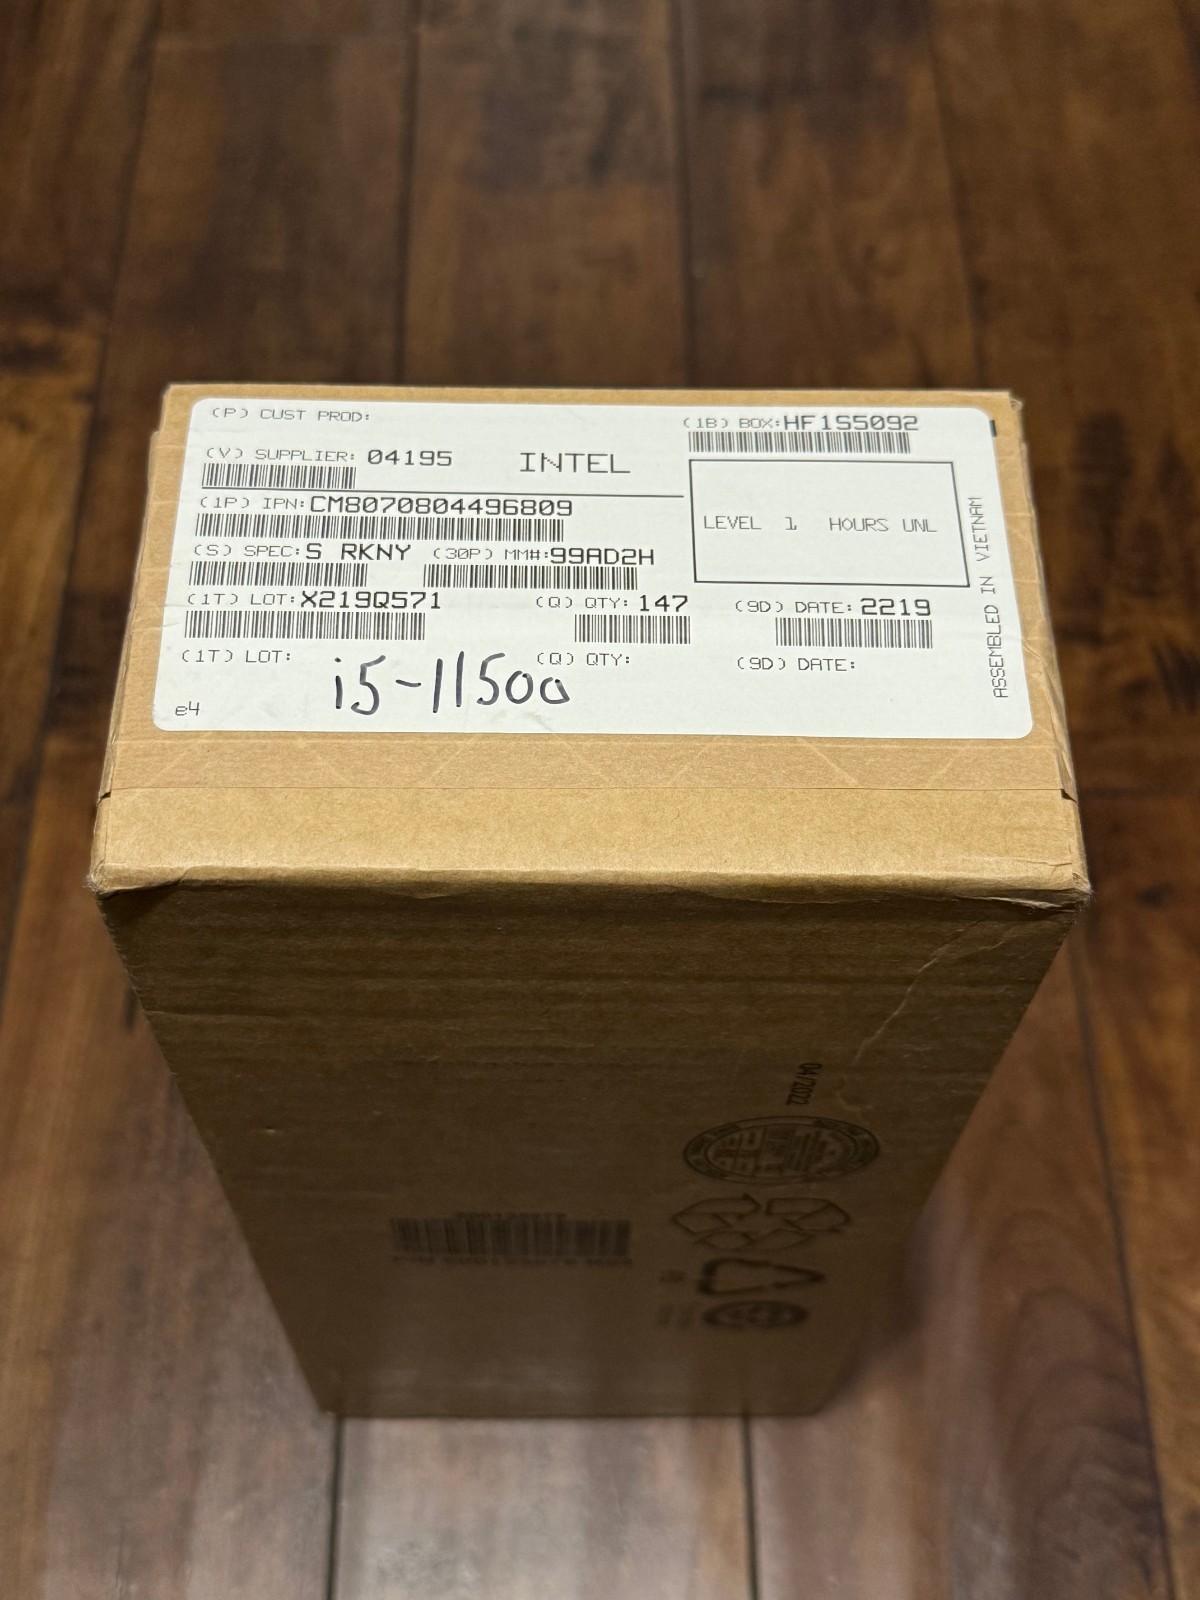 (P) CUST PROD:
(1B) BOX:HF1S5092
(V) SUPPLIER: 04195 INTEL
(1P) IPN:CM8070804496809
LEVEL 1 HOURS UNL
(S) SPEC:S RKNY (30P) MM#:99AD2H
(1T) LOT:X219Q571 (Q) QTY: 147 (9D) DATE:2219
(1T) LOT: (Q) QTY: (9D) DATE:
i5-11500
e4
ASSEMBLED IN VIETNAM
04/2022